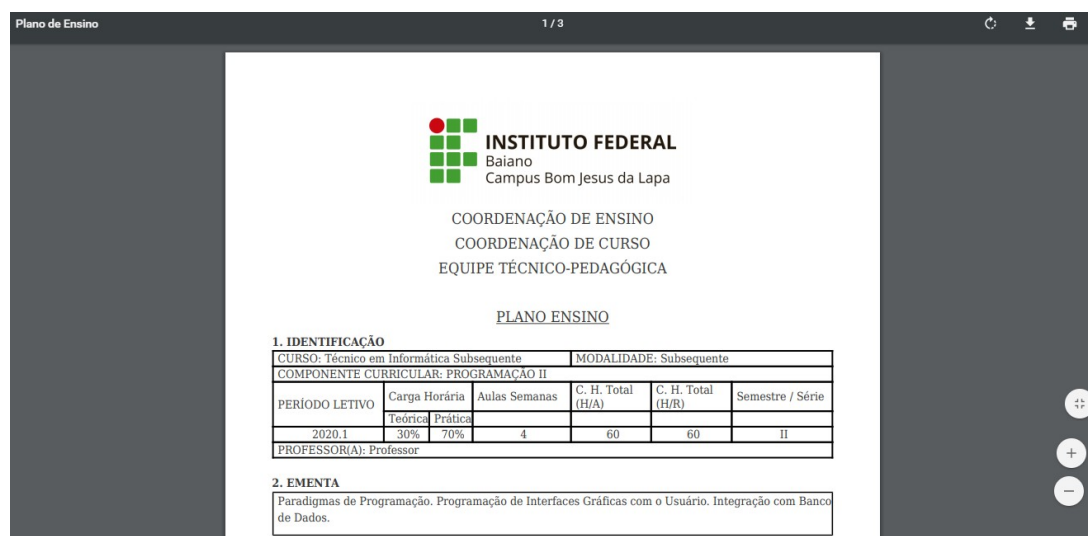 Plano de Ensino
1 / 3
INSTITUTO FEDERAL
Baiano
Campus Bom Jesus da Lapa
COORDENAÇÃO DE ENSINO
COORDENAÇÃO DE CURSO
EQUIPE TÉCNICO-PEDAGÓGICA
PLANO ENSINO
1. IDENTIFICAÇÃO
CURSO: Técnico em Informática Subsequente MODALIDADE: Subsequente
COMPONENTE CURRICULAR: PROGRAMAÇÃO II
PERÍODO LETIVO Carga Horária Aulas Semanas C. H. Total (H/A) C. H. Total (H/R) Semestre / Série
Teórica Prática
2020.1 30% 70% 4 60 60 II
PROFESSOR(A): Professor
2. EMENTA
Paradigmas de Programação. Programação de Interfaces Gráficas com o Usuário. Integração com Banco
de Dados.